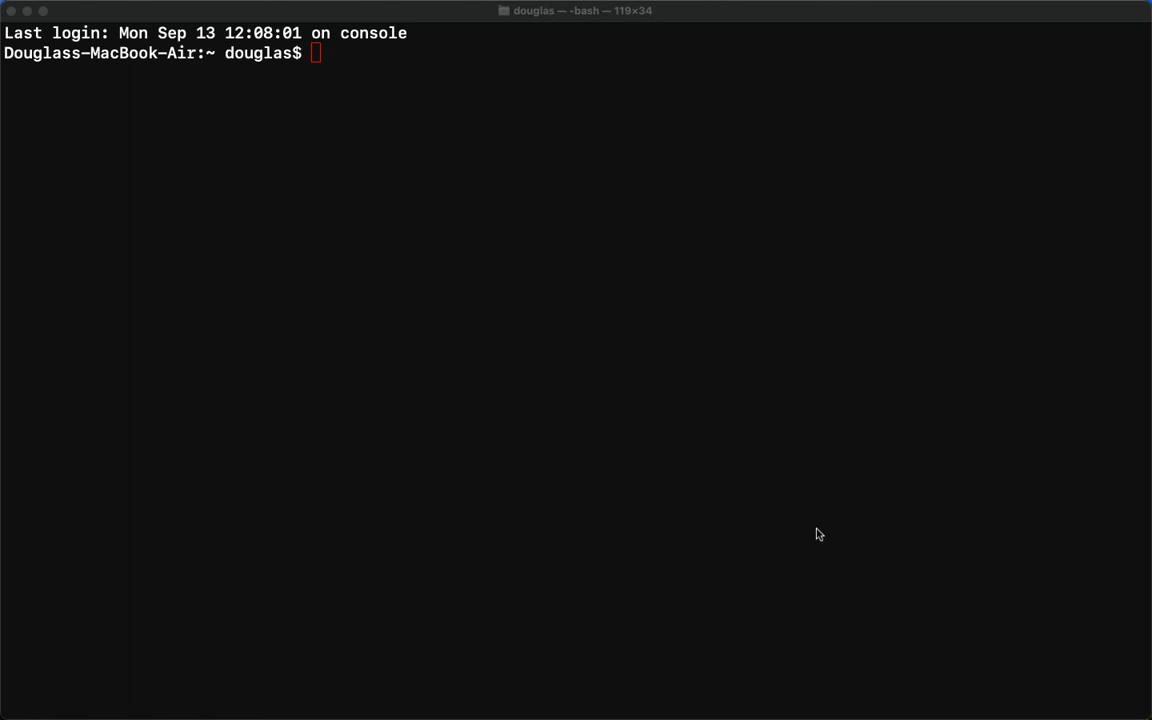 douglas — -bash — 119×34
Last login: Mon Sep 13 12:08:01 on console
Douglass-MacBook-Air:~ douglas$